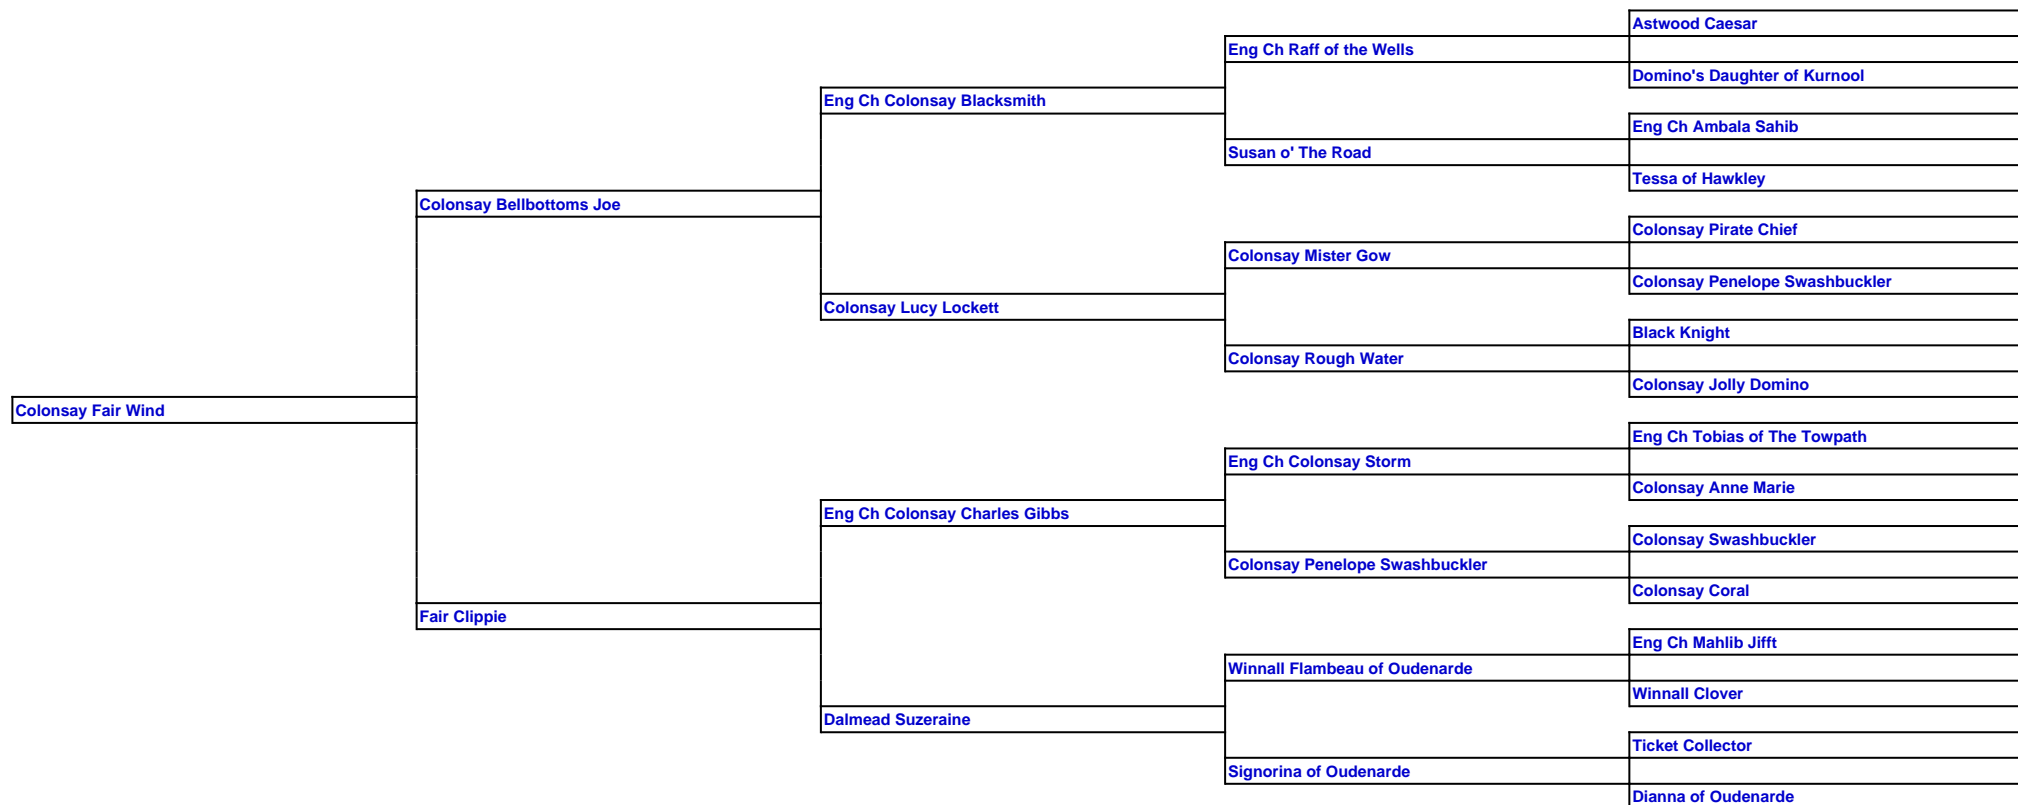 Astwood Caesar
Eng Ch Raff of the Wells
Domino's Daughter of Kurnool
Eng Ch Colonsay Blacksmith
Eng Ch Ambala Sahib
Susan o' The Road
Tessa of Hawkley
Colonsay Bellbottoms Joe
Colonsay Pirate Chief
Colonsay Mister Gow
Colonsay Penelope Swashbuckler
Colonsay Lucy Lockett
Black Knight
Colonsay Rough Water
Colonsay Jolly Domino
Colonsay Fair Wind
Eng Ch Tobias of The Towpath
Eng Ch Colonsay Storm
Colonsay Anne Marie
Eng Ch Colonsay Charles Gibbs
Colonsay Swashbuckler
Colonsay Penelope Swashbuckler
Colonsay Coral
Fair Clippie
Eng Ch Mahlib Jifft
Winnall Flambeau of Oudenarde
Winnall Clover
Dalmead Suzeraine
Ticket Collector
Signorina of Oudenarde
Dianna of Oudenarde